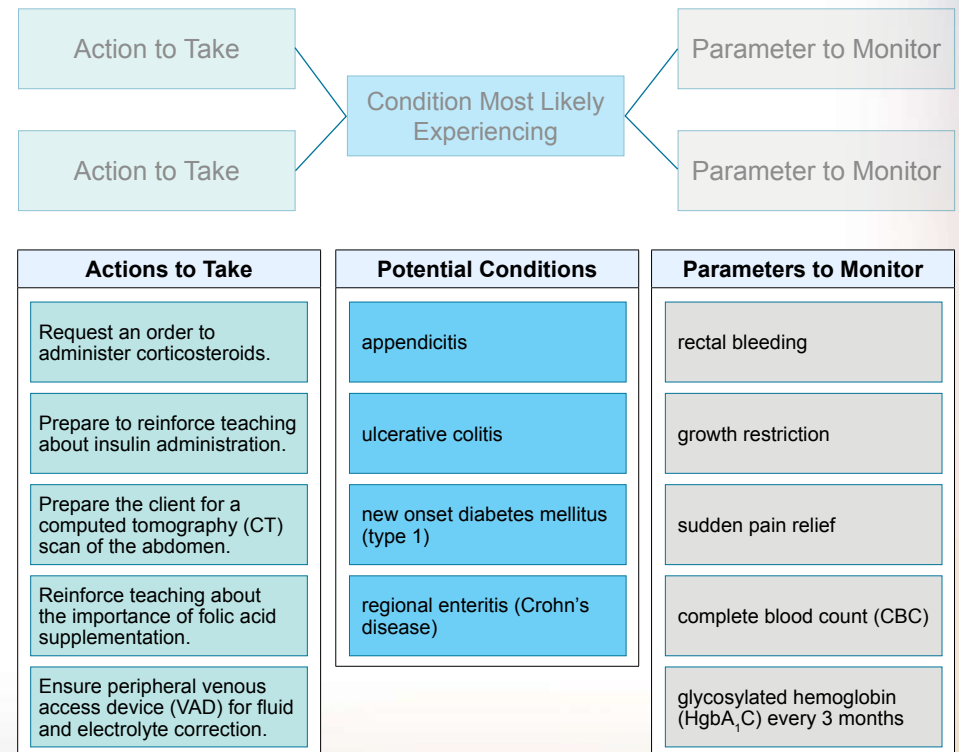 Action to Take
Parameter to Monitor
Condition Most Likely
Experiencing
Action to Take
Parameter to Monitor
Actions to Take
Request an order to
administer corticosteroids.
Prepare to reinforce teaching
about insulin administration.
Prepare the client for a
computed tomography (CT)
scan of the abdomen.
Reinforce teaching about
the importance of folic acid
supplementation.
Ensure peripheral venous
access device (VAD) for fluid
and electrolyte correction.
Potential Conditions
appendicitis
ulcerative colitis
new onset diabetes mellitus
(type 1)
regional enteritis (Crohn’s
disease)
Parameters to Monitor
rectal bleeding
growth restriction
sudden pain relief
complete blood count (CBC)
glycosylated hemoglobin
(HgbA₁C) every 3 months